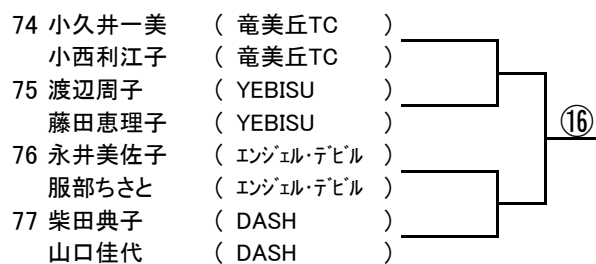 74 小久井一美 ( 竜美丘TC )
小西利江子 ( 竜美丘TC )
75 渡辺周子 ( YEBISU )
藤田恵理子 ( YEBISU )
⑯
76 永井美佐子 ( ｴﾝｼﾞｪﾙ･ﾃﾞﾋﾞﾙ )
服部ちさと ( ｴﾝｼﾞｪﾙ･ﾃﾞﾋﾞﾙ )
77 柴田典子 ( DASH )
山口佳代 ( DASH )